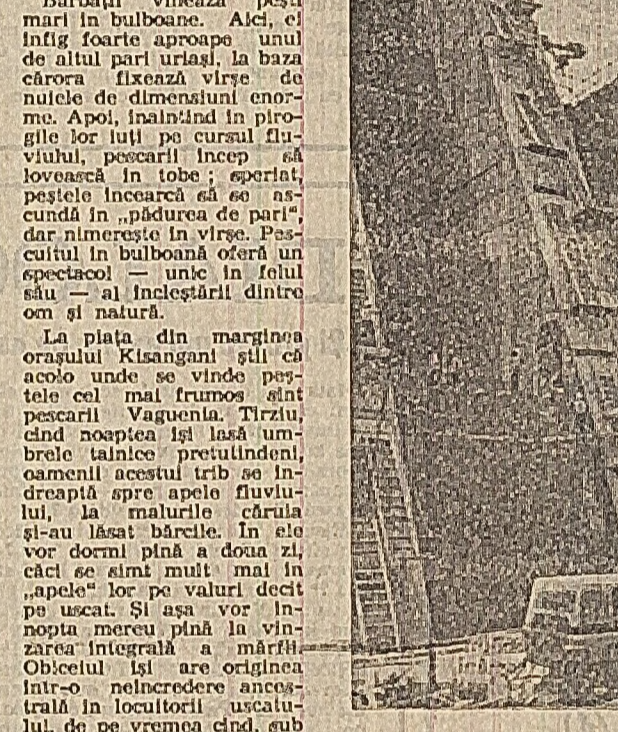 Bărbații vinează pești
mari în bulboane. Aici, ei
infig foarte aproape unul
de altul pari uriași, la baza
cărora fixează vîrșe de
nuiele de dimensiuni enor-
me. Apoi, înaintînd în piro-
gile lor iuți pe cursul flu-
viului, pescarii încep să
lovească în tobe ; speriat,
peștele încearcă să se as-
cundă în „pădurea de pari“,
dar nimerește în vîrșe. Pes-
cuitul în bulboană oferă un
spectacol — unic în felul
său — al încleștării dintre
om și natură.
La piața din marginea
orașului Kisangani știi că
acolo unde se vinde peș-
tele cel mai frumos sînt
pescarii Vaguenia. Tîrziu,
cînd noaptea își lasă um-
brele tainice pretutindeni,
oamenii acestui trib se în-
dreaptă spre apele fluviu-
lui, la malurile căruia
și-au lăsat bărcile. În ele
vor dormi pînă a doua zi,
căci se simt mult mai în
„apele“ lor pe valuri decît
pe uscat. Și așa vor în-
nopta mereu pînă la vîn-
zarea integrală a mărfii.
Obiceiul își are originea
într-o neîncredere ances-
trală în locuitorii uscatu-
lui, de pe vremea cînd, sub